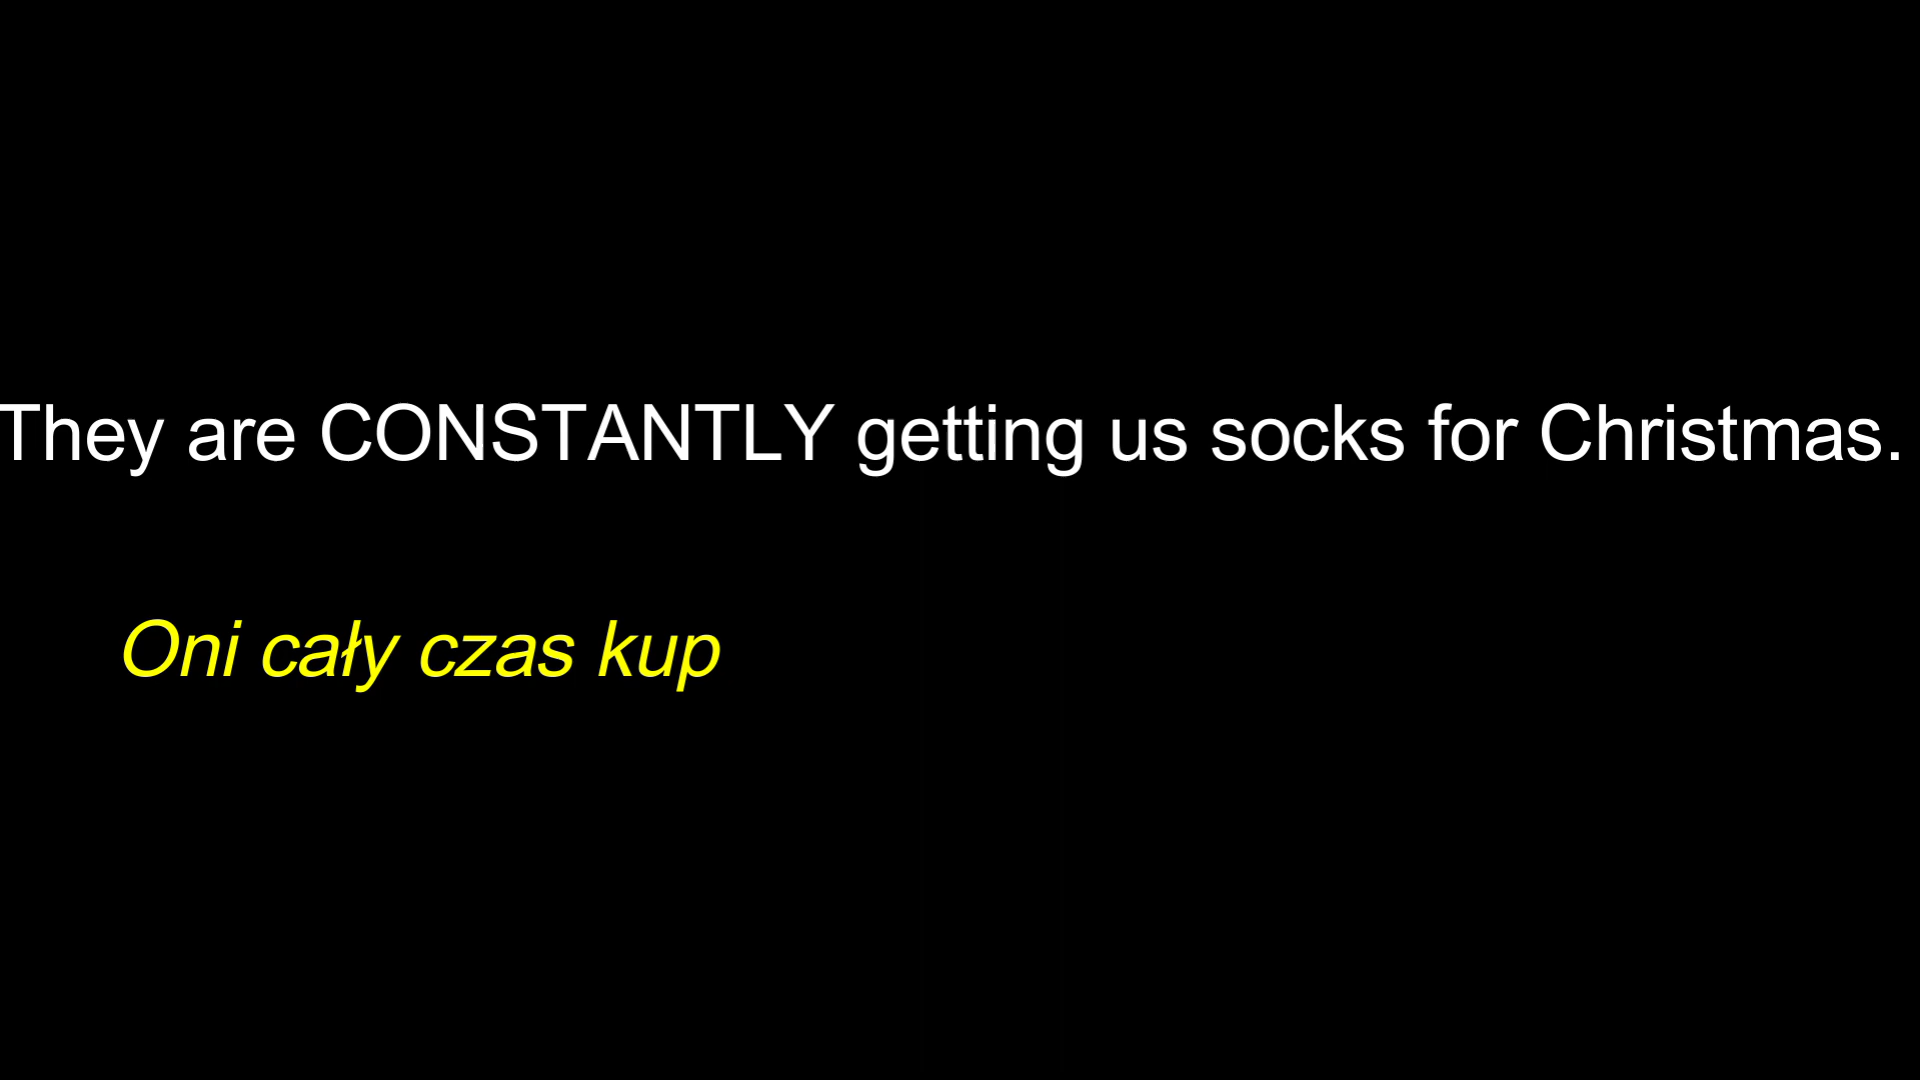 They are CONSTANTLY getting us socks for Christmas.
Oni cały czas kup